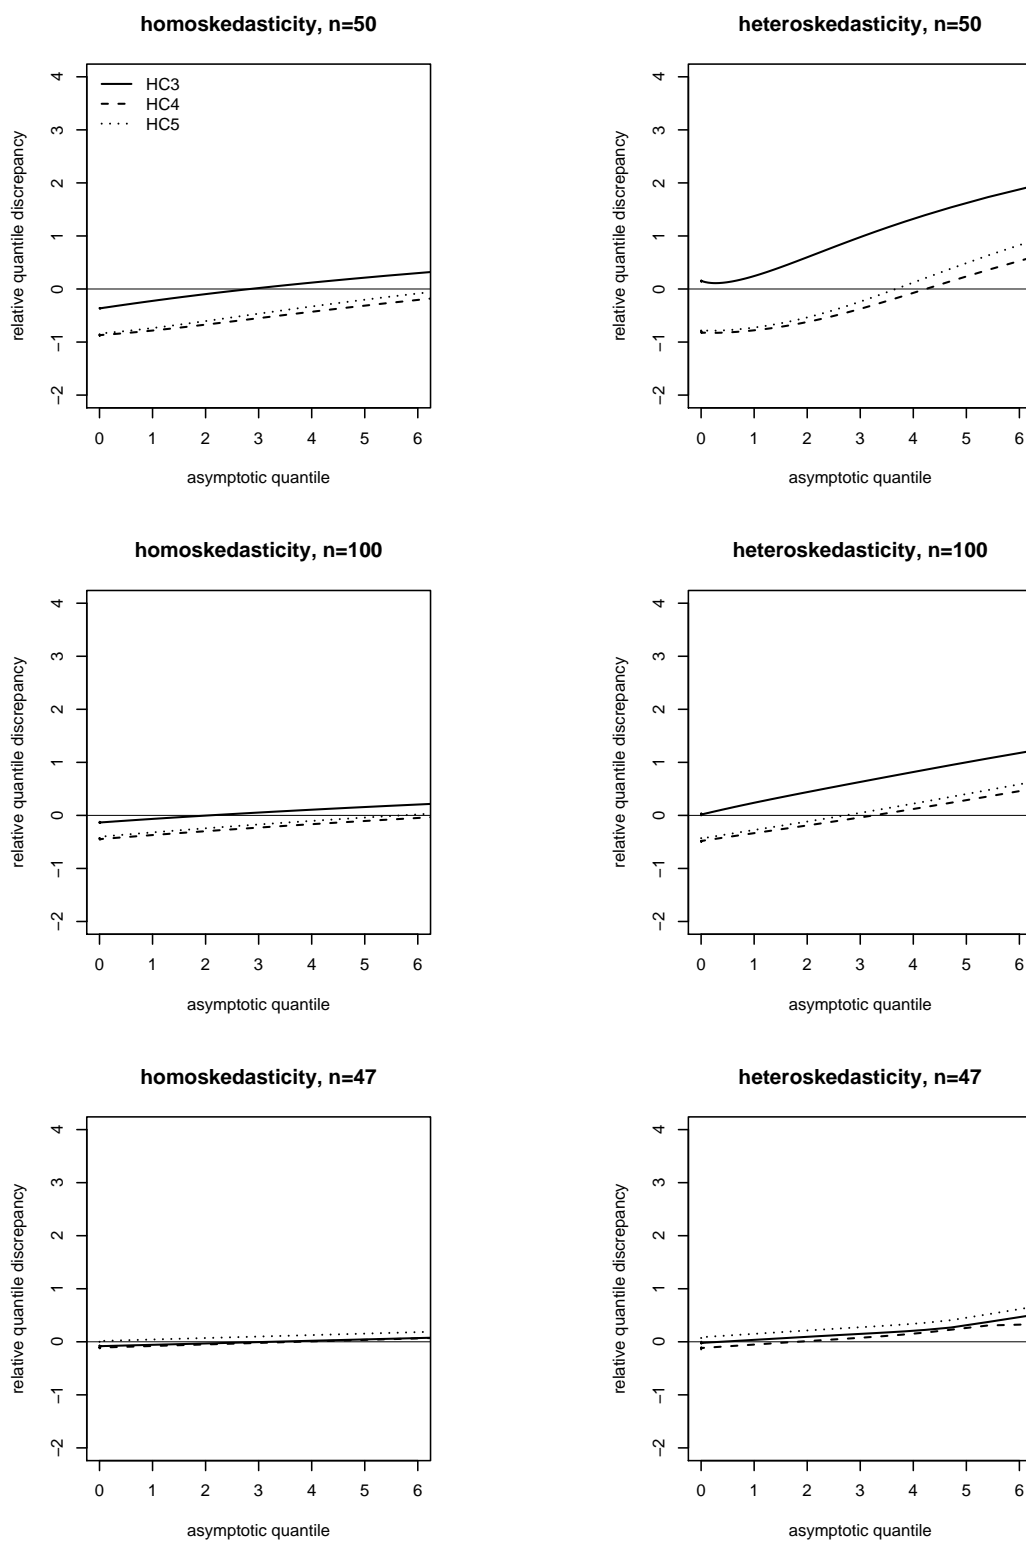 homoskedasticity, n=50
relative quantile discrepancy
4
3
2
1
0
−1
−2
HC3
HC4
HC5
0 1 2 3 4 5 6
asymptotic quantile
heteroskedasticity, n=50
relative quantile discrepancy
4
3
2
1
0
−1
−2
0 1 2 3 4 5 6
asymptotic quantile
homoskedasticity, n=100
relative quantile discrepancy
4
3
2
1
0
−1
−2
0 1 2 3 4 5 6
asymptotic quantile
heteroskedasticity, n=100
relative quantile discrepancy
4
3
2
1
0
−1
−2
0 1 2 3 4 5 6
asymptotic quantile
homoskedasticity, n=47
relative quantile discrepancy
4
3
2
1
0
−1
−2
0 1 2 3 4 5 6
asymptotic quantile
heteroskedasticity, n=47
relative quantile discrepancy
4
3
2
1
0
−1
−2
0 1 2 3 4 5 6
asymptotic quantile